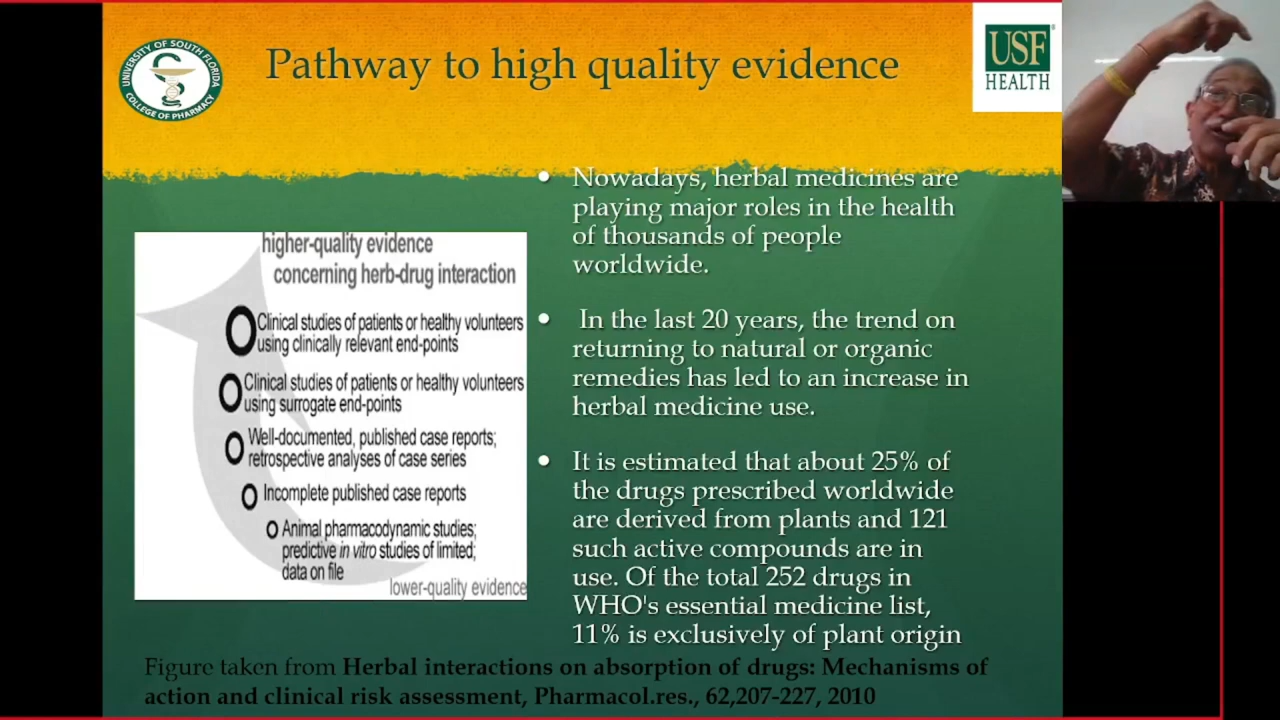 UNIVERSITY OF SOUTH FLORIDA
COLLEGE OF PHARMACY
Pathway to high quality evidence
USF
HEALTH
higher-quality evidence
concerning herb-drug interaction
Clinical studies of patients or healthy volunteers
using clinically relevant end-points
Clinical studies of patients or healthy volunteers
using surrogate end-points
Well-documented, published case reports;
retrospective analyses of case series
Incomplete published case reports
Animal pharmacodynamic studies;
predictive in vitro studies of limited;
data on file
lower-quality evidence
• Nowadays, herbal medicines are
playing major roles in the health
of thousands of people
worldwide.
• In the last 20 years, the trend on
returning to natural or organic
remedies has led to an increase in
herbal medicine use.
• It is estimated that about 25% of
the drugs prescribed worldwide
are derived from plants and 121
such active compounds are in
use. Of the total 252 drugs in
WHO's essential medicine list,
11% is exclusively of plant origin
Figure taken from Herbal interactions on absorption of drugs: Mechanisms of
action and clinical risk assessment, Pharmacol.res., 62,207-227, 2010